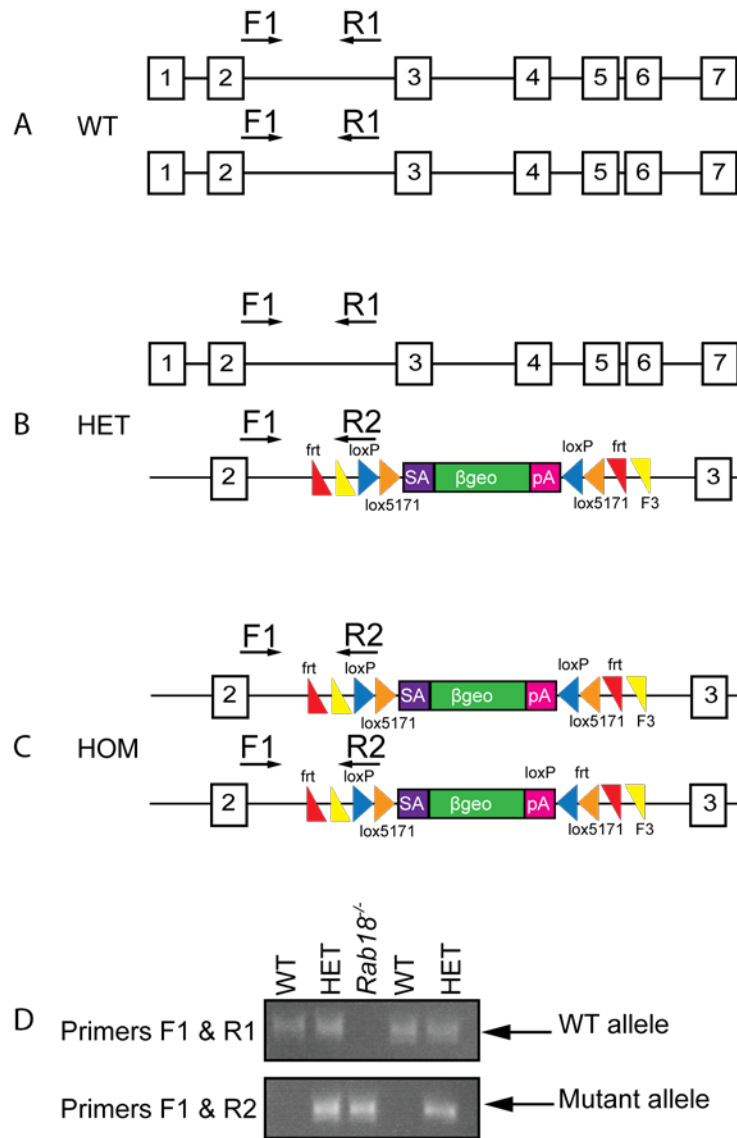 F1 R1
1 2 3 4 5 6 7
A WT
F1 R1
1 2 3 4 5 6 7
F1 R1
1 2 3 4 5 6 7
B HET
F1 R2
frt loxP loxP frt
2 SA βgeo pA 3
lox5171 lox5171 F3
F1 R2
frt loxP loxP frt
2 SA βgeo pA 3
lox5171 lox5171 F3
C HOM
F1 R2
frt loxP loxP frt
2 SA βgeo pA 3
lox5171 lox5171 F3
WT HET Rab18-/- WT HET
D Primers F1 & R1 WT allele
Primers F1 & R2 Mutant allele